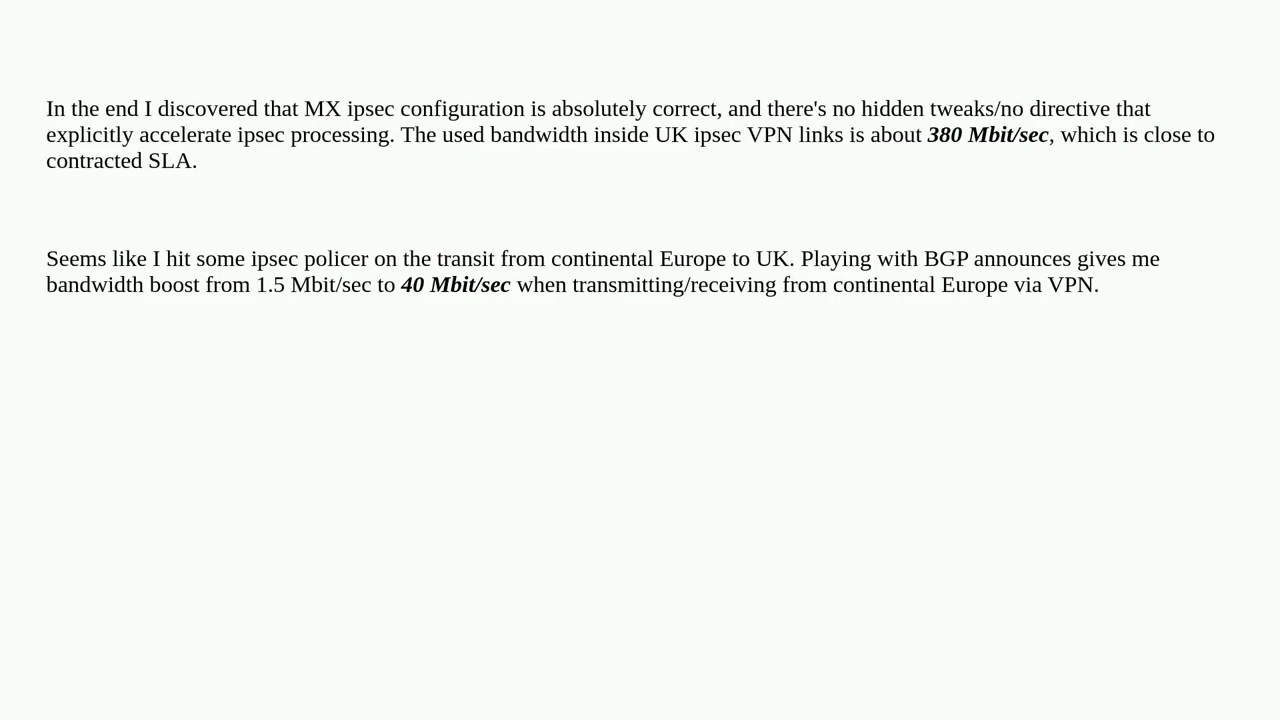 In the end I discovered that MX ipsec configuration is absolutely correct, and there's no hidden tweaks/no directive that
explicitly accelerate ipsec processing. The used bandwidth inside UK ipsec VPN links is about 380 Mbit/sec, which is close to
contracted SLA.
Seems like I hit some ipsec policer on the transit from continental Europe to UK. Playing with BGP announces gives me
bandwidth boost from 1.5 Mbit/sec to 40 Mbit/sec when transmitting/receiving from continental Europe via VPN.